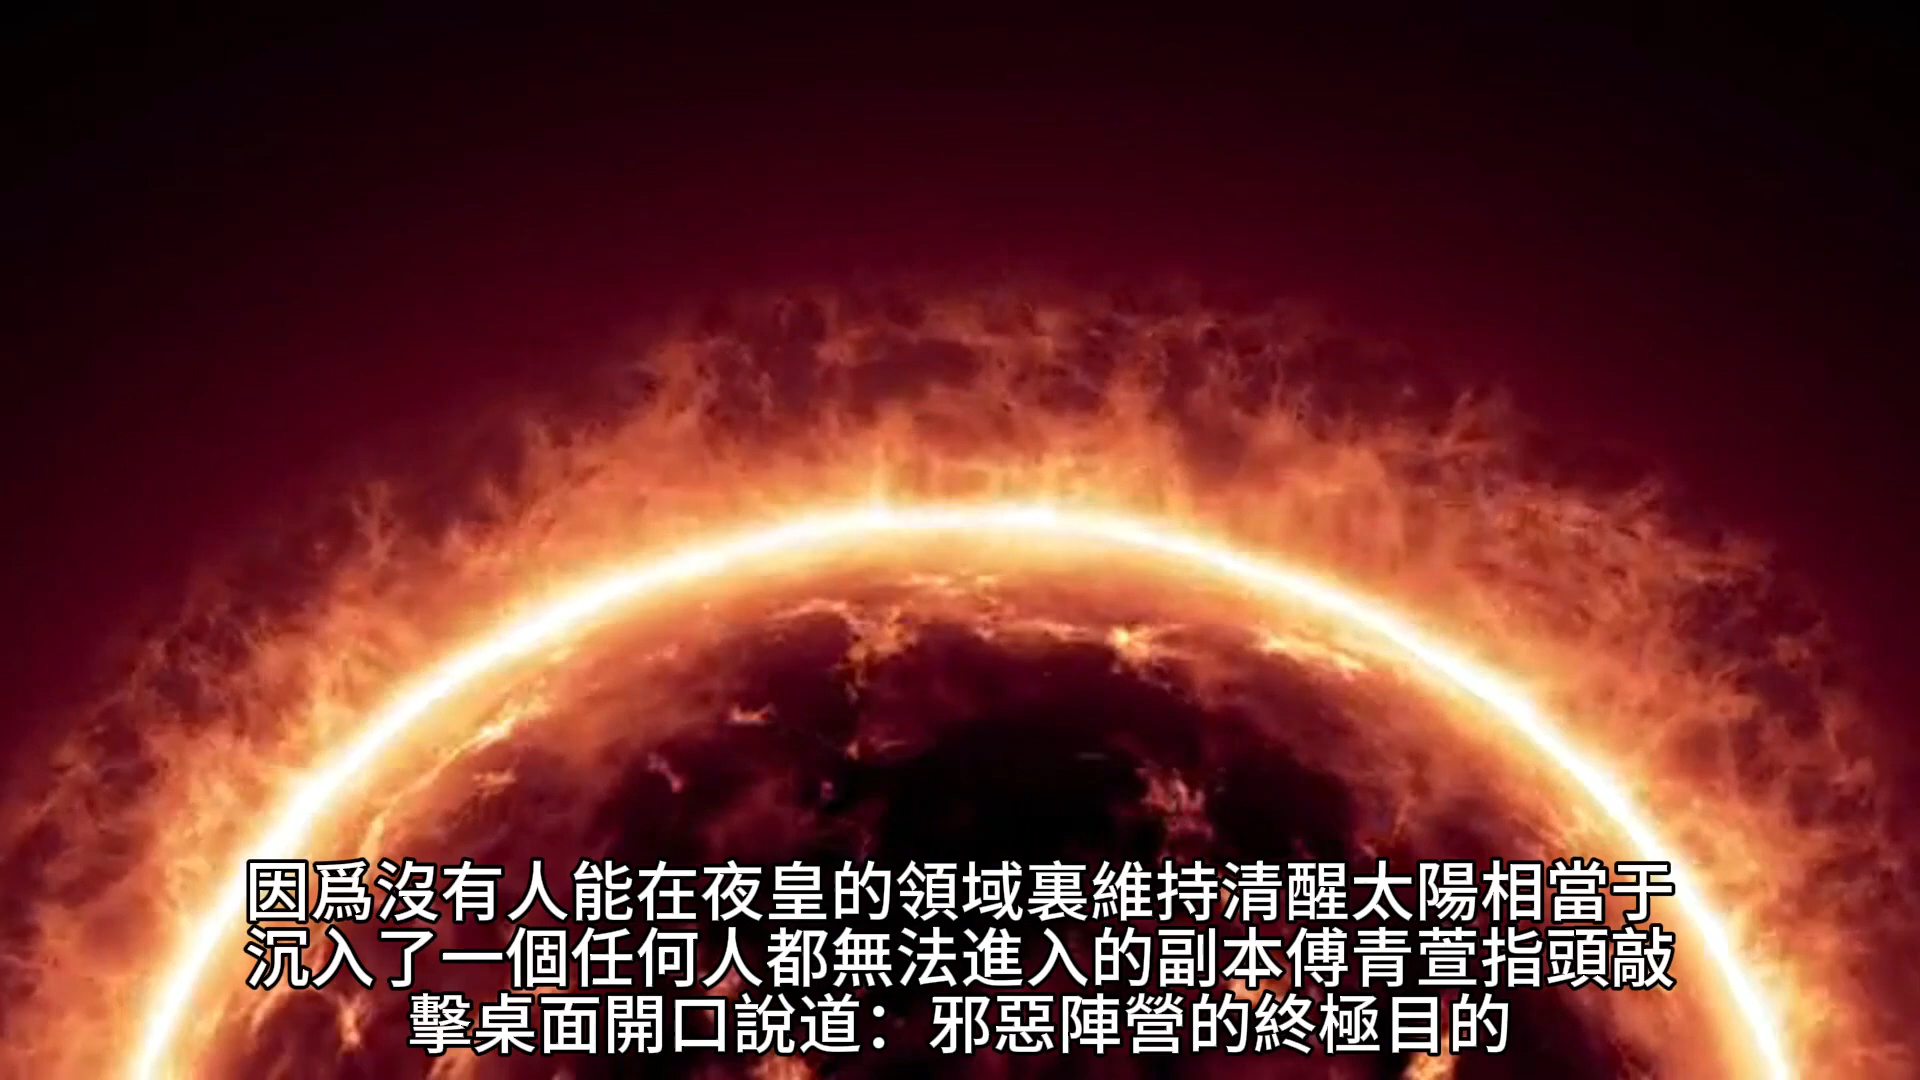 因爲沒有人能在夜皇的領域裏維持清醒太陽相當于
沉入了一個任何人都無法進入的副本傅青萱指頭敲
擊桌面開口說道：邪惡陣營的終極目的